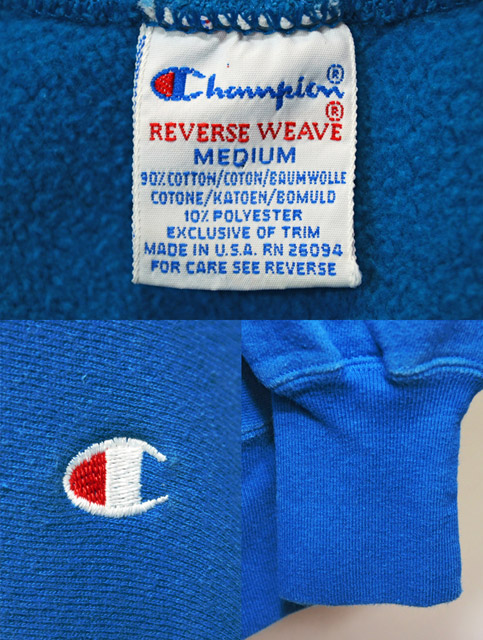 Champion®
®
REVERSE WEAVE
MEDIUM
90% COTTON/COTON/BAUMWOLLE
COTONE/KATOEN/BOMULD
10% POLYESTER
EXCLUSIVE OF TRIM
MADE IN U.S.A. RN 26094
FOR CARE SEE REVERSE
C